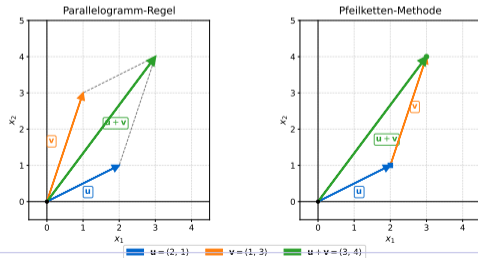 Parallelogramm-Regel
5
4
3
2
1
0
x₂
v
u + v
u
0 1 2 3 4
x₁
Pfeilketten-Methode
5
4
3
2
1
0
x₂
v
u + v
u
0 1 2 3 4
x₁
u = (2, 1) v = (1, 3) u + v = (3, 4)